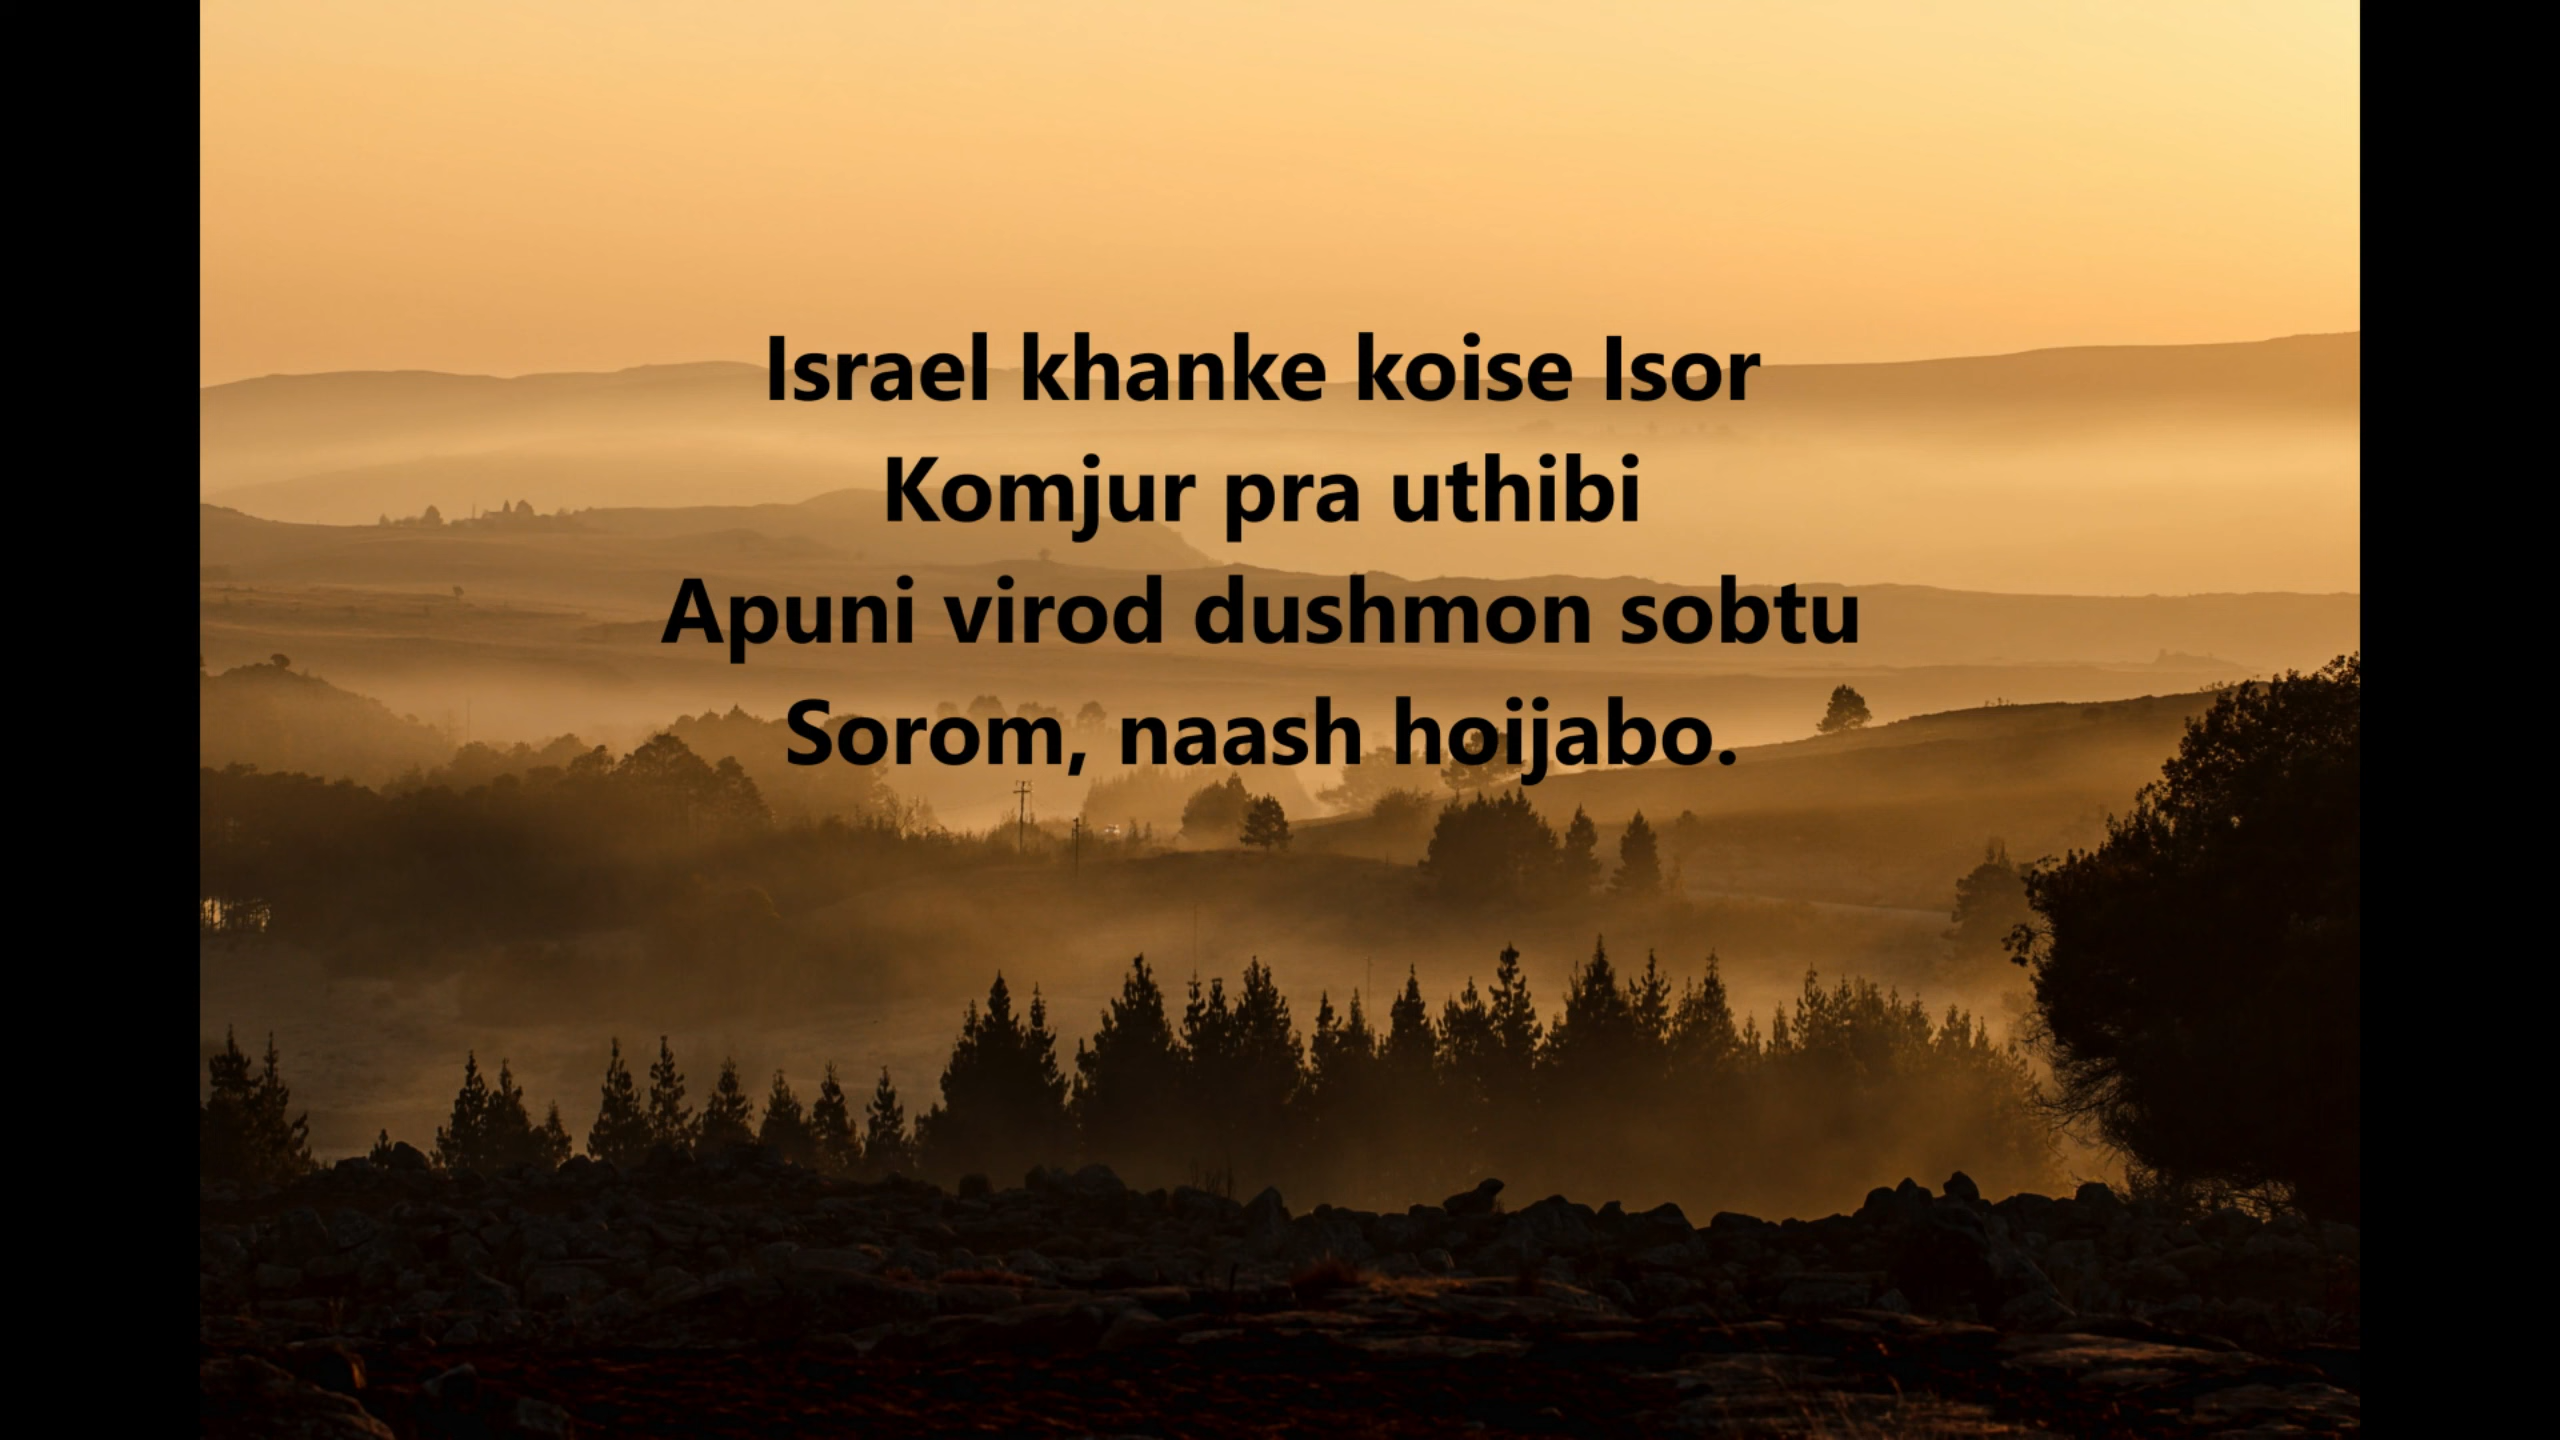 Israel khanke koise Isor
Komjur pra uthibi
Apuni virod dushmon sobtu
Sorom, naash hoijabo.